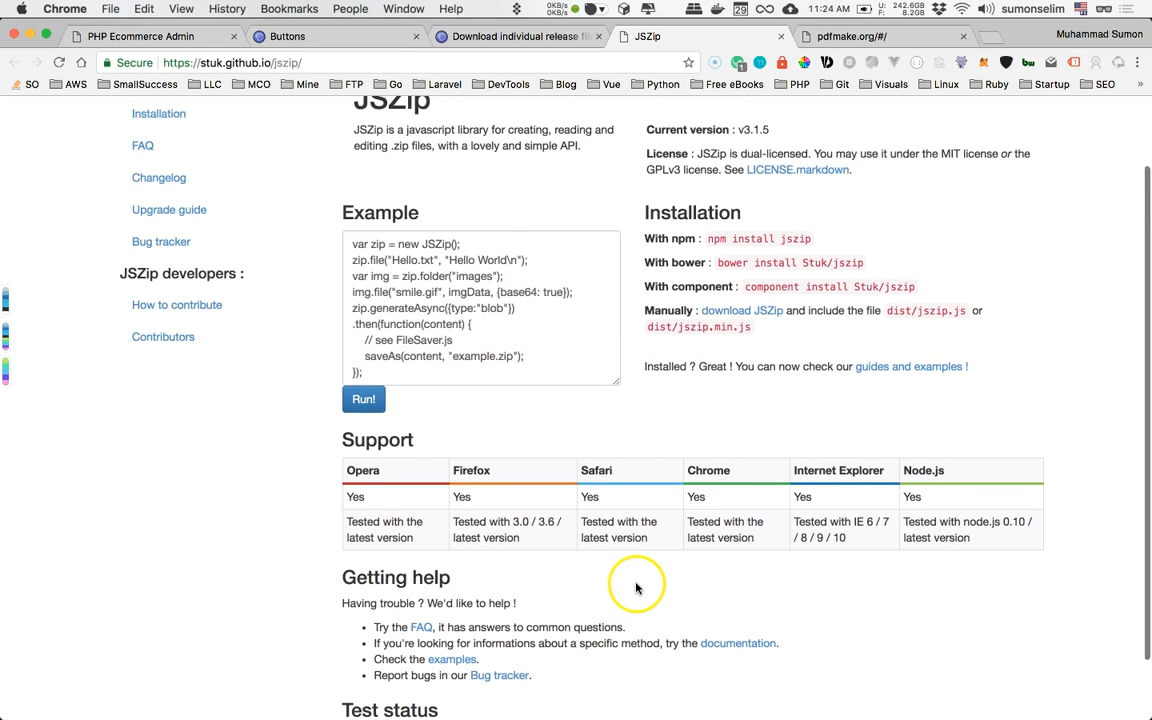 Chrome File Edit View History Bookmarks People Window Help 0KB/s 0KB/s 29 11:24 AM U: 242.6GB F: 8.2GB sumonselim
PHP Ecommerce Admin Buttons Download individual release fil JSZip pdfmake.org/#/ Muhammad Sumon
Secure https://stuk.github.io/jszip/
SO AWS SmallSuccess LLC MCO Mine FTP Go Laravel DevTools Blog Vue Python Free eBooks PHP Git Visuals Linux Ruby Startup SEO »
Installation
FAQ
Changelog
Upgrade guide
Bug tracker
JSZip developers :
How to contribute
Contributors
JSZip
JSZip is a javascript library for creating, reading and
editing .zip files, with a lovely and simple API.
Current version : v3.1.5
License : JSZip is dual-licensed. You may use it under the MIT license or the
GPLv3 license. See LICENSE.markdown.
Example
var zip = new JSZip();
zip.file("Hello.txt", "Hello World\n");
var img = zip.folder("images");
img.file("smile.gif", imgData, {base64: true});
zip.generateAsync({type:"blob"})
.then(function(content) {
// see FileSaver.js
saveAs(content, "example.zip");
});
Run!
Installation
With npm : npm install jszip
With bower : bower install Stuk/jszip
With component : component install Stuk/jszip
Manually : download JSZip and include the file dist/jszip.js or
dist/jszip.min.js
Installed ? Great ! You can now check our guides and examples !
Support
Opera Firefox Safari Chrome Internet Explorer Node.js
Yes Yes Yes Yes Yes Yes
Tested with the Tested with 3.0 / 3.6 / Tested with the Tested with the Tested with IE 6 / 7 Tested with node.js 0.10 /
latest version latest version latest version latest version / 8 / 9 / 10 latest version
Getting help
Having trouble ? We'd like to help !
• Try the FAQ, it has answers to common questions.
• If you're looking for informations about a specific method, try the documentation.
• Check the examples.
• Report bugs in our Bug tracker.
Test status